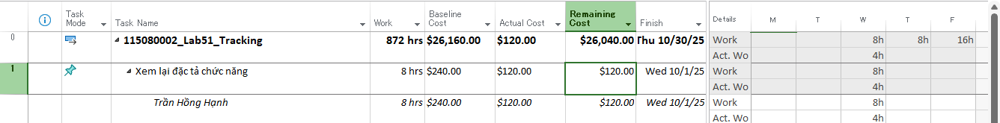 Task Mode Task Name Work Baseline Cost Actual Cost Remaining Cost Finish Details M T W T F
0 115080002_Lab51_Tracking 872 hrs $26,160.00 $120.00 $26,040.00 Thu 10/30/25 Work 8h 8h 16h
Act. Wo 4h
1 Xem lại đặc tả chức năng 8 hrs $240.00 $120.00 $120.00 Wed 10/1/25 Work 8h
Act. Wo 4h
Trần Hồng Hạnh 8 hrs $240.00 $120.00 $120.00 Wed 10/1/25 Work 8h
Act. Wo 4h